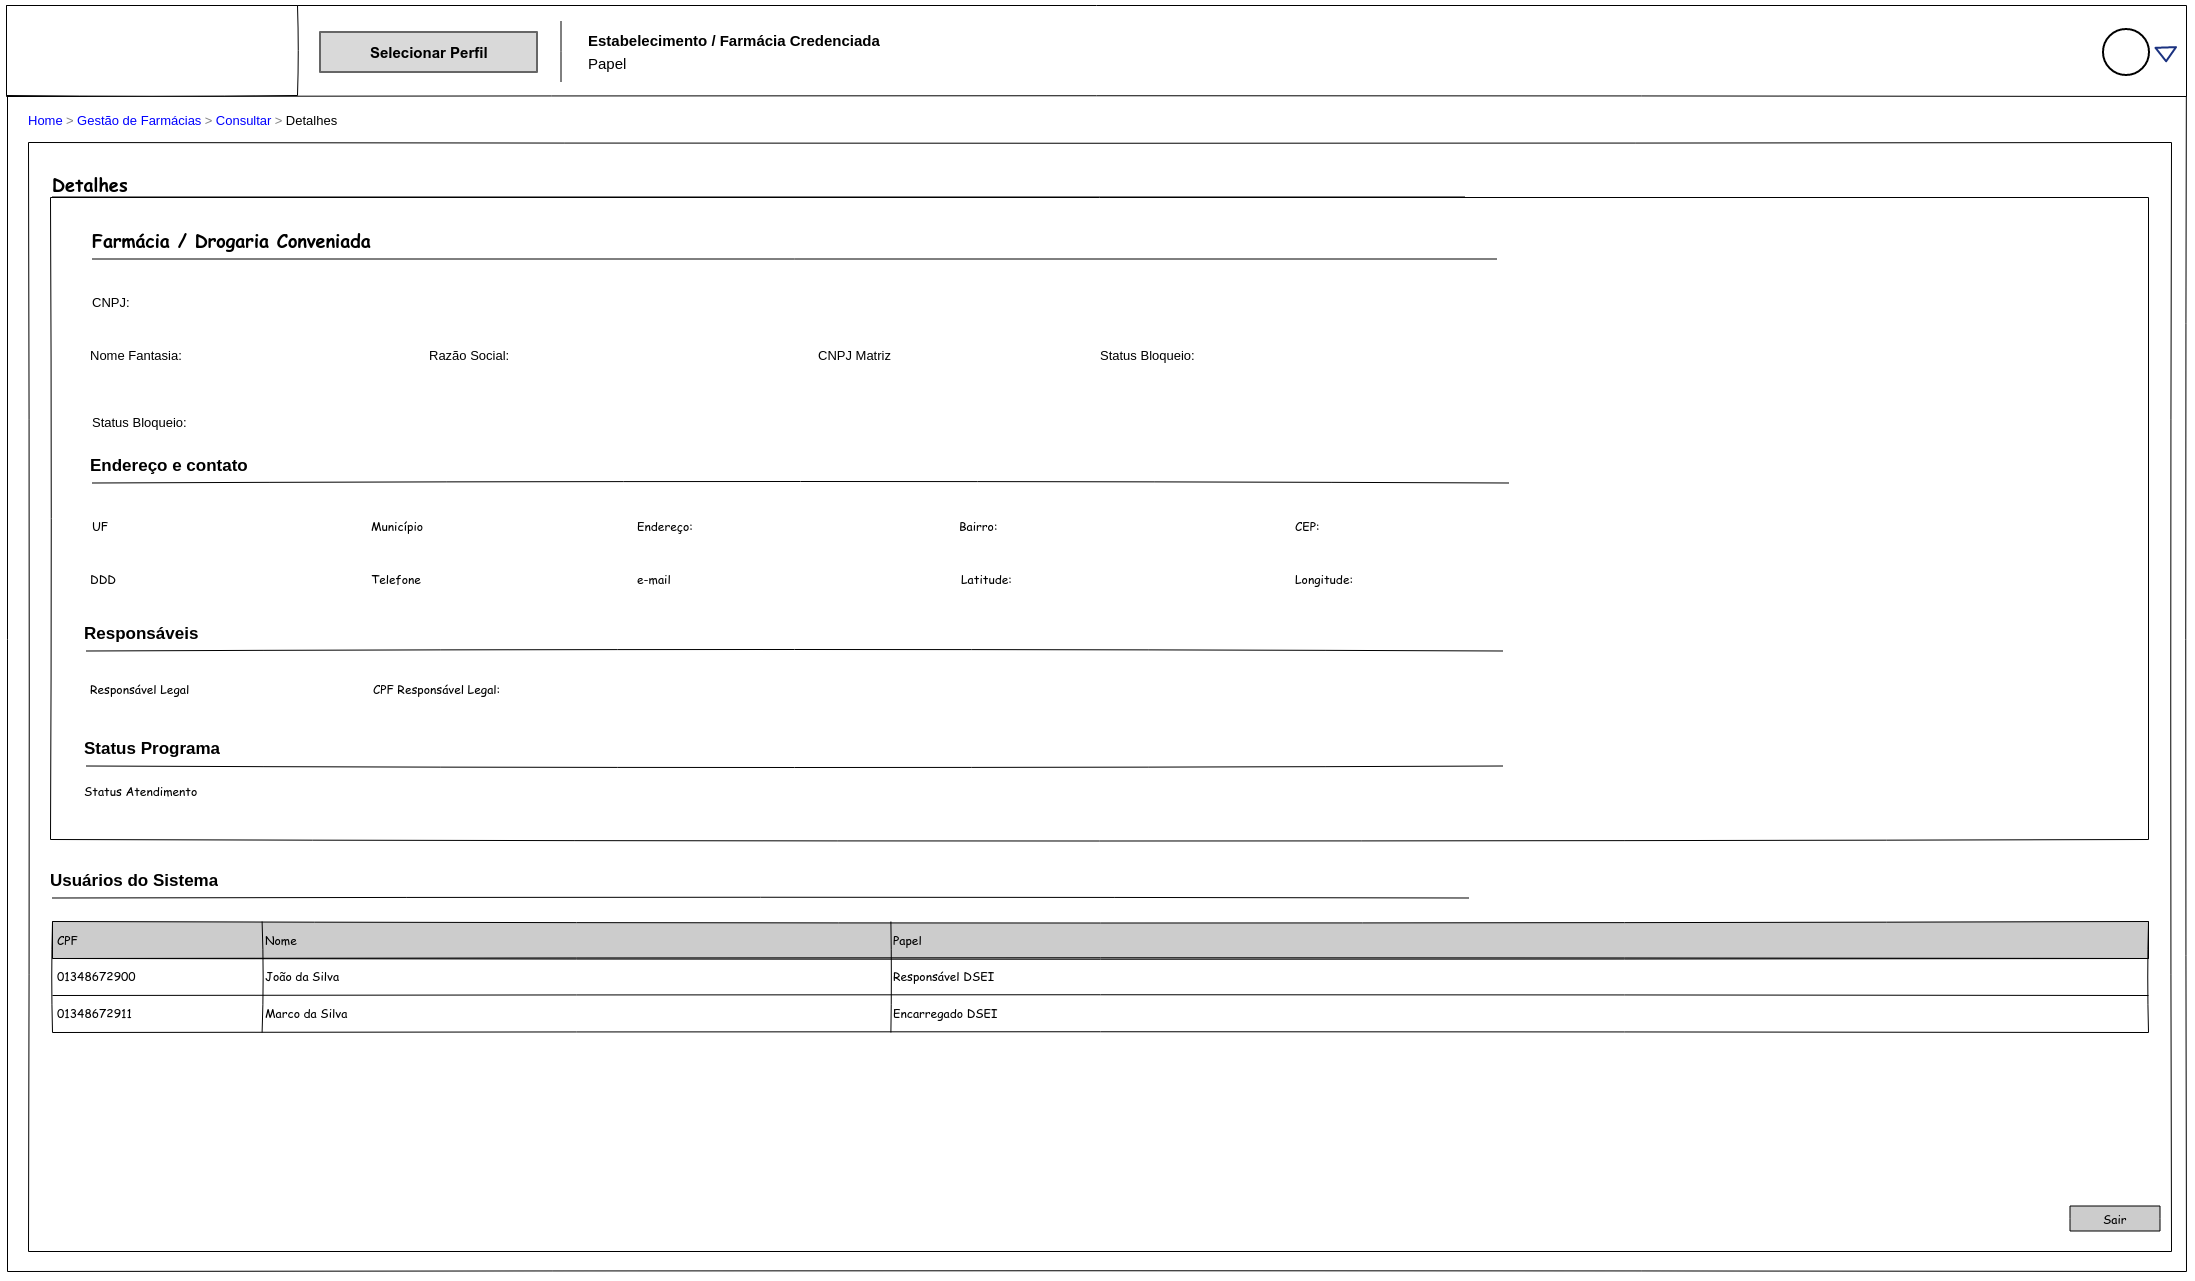 Selecionar Perfil
Estabelecimento / Farmácia Credenciada
Papel
Home > Gestão de Farmácias > Consultar > Detalhes
Detalhes
Farmácia / Drogaria Conveniada
CNPJ:
Nome Fantasia: Razão Social: CNPJ Matriz Status Bloqueio:
Status Bloqueio:
Endereço e contato
UF Município Endereço: Bairro: CEP:
DDD Telefone e-mail Latitude: Longitude:
Responsáveis
Responsável Legal CPF Responsável Legal:
Status Programa
Status Atendimento
Usuários do Sistema
CPF Nome Papel
01348672900 João da Silva Responsável DSEI
01348672911 Marco da Silva Encarregado DSEI
Sair